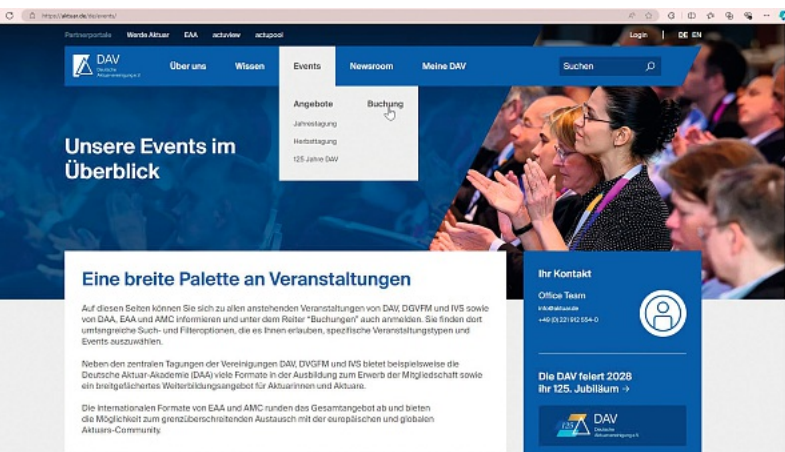 https://aktuar.de/de/events/
Partnerportale Werde Aktuar EAA actuview actupool
Login | DE EN
DAV
Deutsche
Aktuarvereinigung e.V.
Über uns Wissen Events Newsroom Meine DAV
Suchen
Angebote Buchung
Jahrestagung
Herbsttagung
125 Jahre DAV
Unsere Events im
Überblick
Eine breite Palette an Veranstaltungen
Auf diesen Seiten können Sie sich zu allen anstehenden Veranstaltungen von DAV, DGVFM und IVS sowie
von DAA, EAA und AMC informieren und unter dem Reiter "Buchungen" auch anmelden. Sie finden dort
umfangreiche Such- und Filteroptionen, die es Ihnen erlauben, spezifische Veranstaltungstypen und
Events auszuwählen.
Neben den zentralen Tagungen der Vereinigungen DAV, DVGFM und IVS bietet beispielsweise die
Deutsche Aktuar-Akademie (DAA) viele Formate in der Ausbildung zum Erwerb der Mitgliedschaft sowie
ein breitgefächertes Weiterbildungsangebot für Aktuarinnen und Aktuare.
Die internationalen Formate von EAA und AMC runden das Gesamtangebot ab und bieten
die Möglichkeit zum grenzüberschreitenden Austausch mit der europäischen und globalen
Aktuars-Community.
Ihr Kontakt
Office Team
info@aktuar.de
+49 (0) 221 912 554-0
Die DAV feiert 2028
ihr 125. Jubiläum →
125
DAV
Deutsche
Aktuarvereinigung e.V.